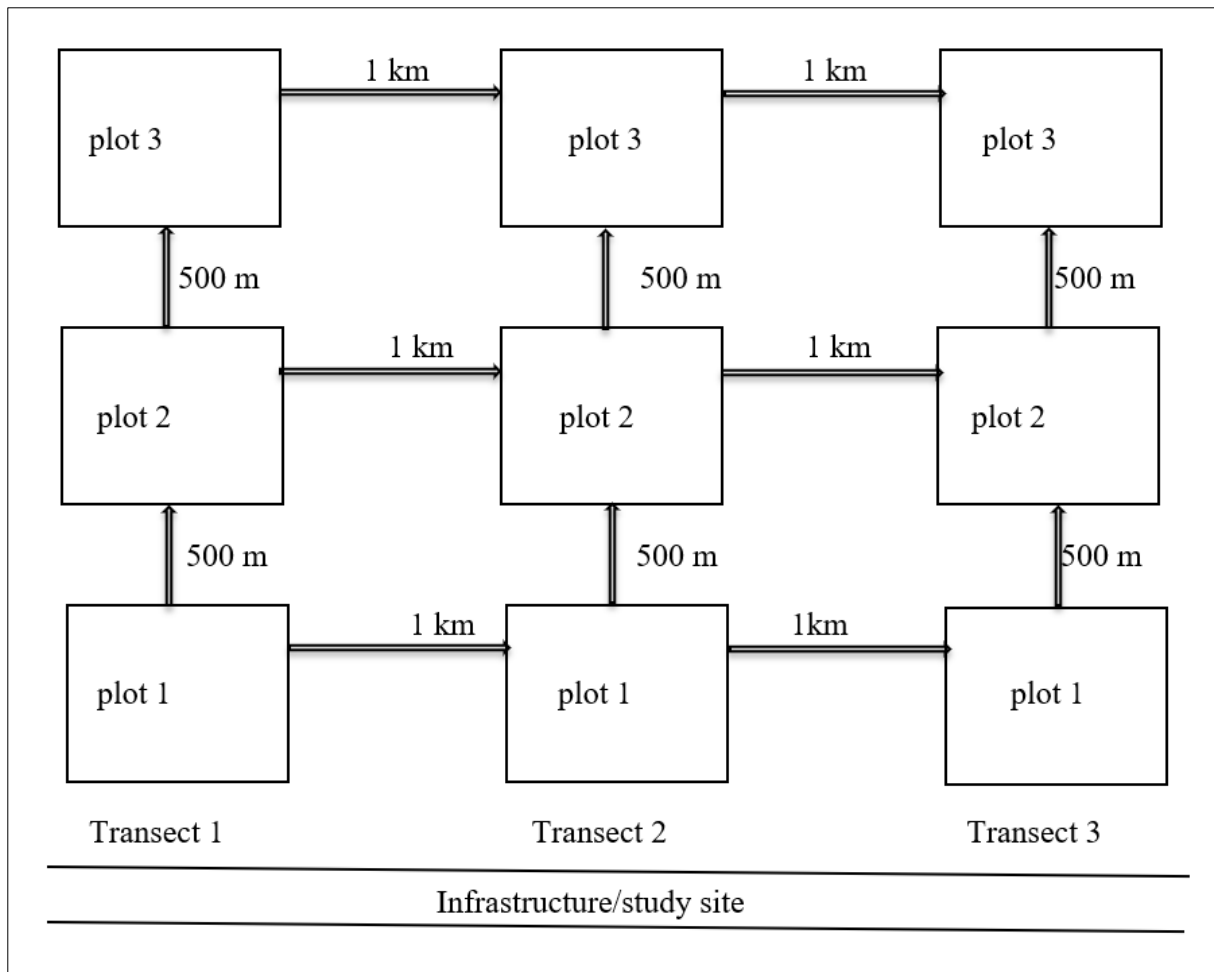 1 km 1 km
plot 3 plot 3 plot 3
500 m 500 m 500 m
1 km 1 km
plot 2 plot 2 plot 2
500 m 500 m 500 m
1 km 1km
plot 1 plot 1 plot 1
Transect 1 Transect 2 Transect 3
Infrastructure/study site